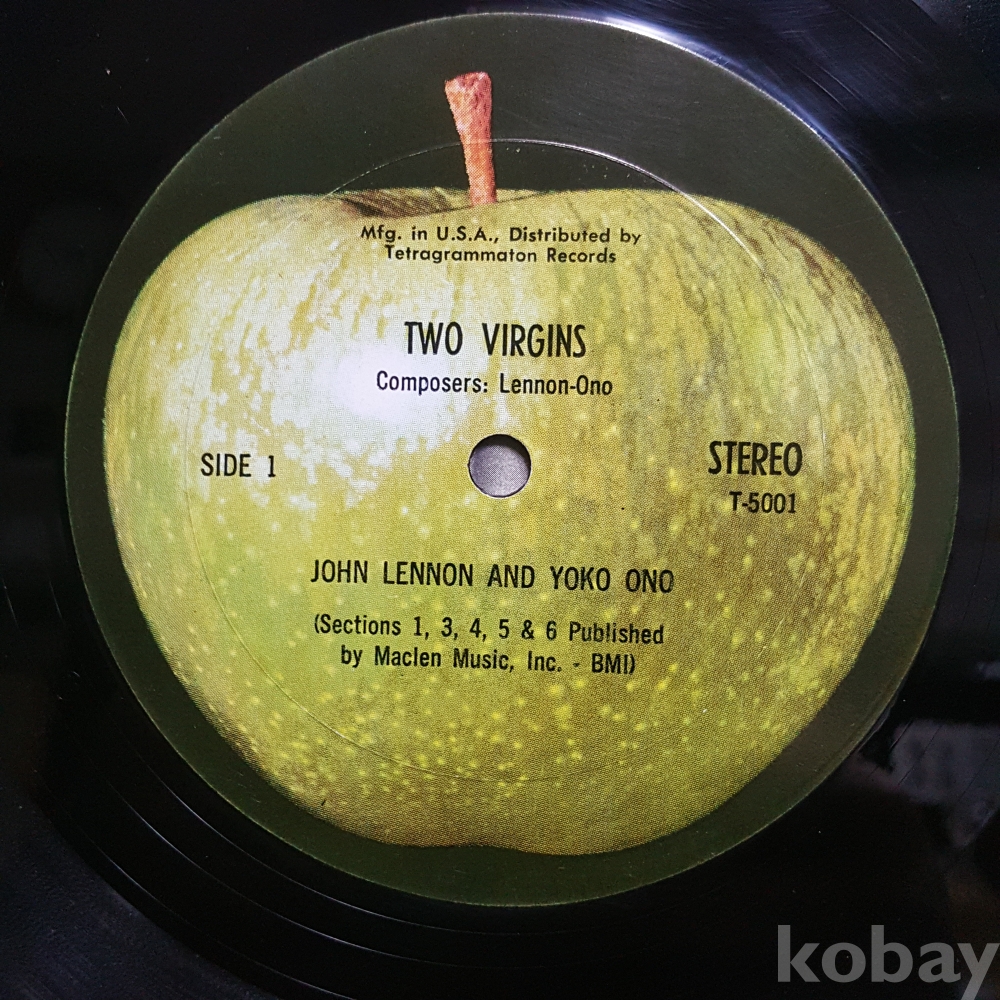 Mfg. in U.S.A., Distributed by
Tetragrammaton Records
TWO VIRGINS
Composers: Lennon-Ono
SIDE 1
STEREO
T-5001
JOHN LENNON AND YOKO ONO
(Sections 1, 3, 4, 5 & 6 Published
by Maclen Music, Inc. - BMI)
kobay